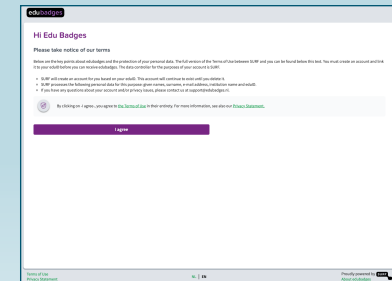 edubadges
Hi Edu Badges
Please take notice of our terms
Below are the key points about edubadges and the protection of your personal data. The full version of the Terms of Use between SURF and you can be found below this text. You must create an account and link
it to your eduID before you can receive edubadges. The data controller for the purposes of your account is SURF.
SURF will create an account for you based on your eduID. This account will continue to exist until you delete it.
SURF processes the following personal data for this purpose: given names, surname, e-mail address, institution name and eduID.
If you have any questions about your account and/or privacy issues, please contact us at support@edubadges.nl.
By clicking on - I agree-, you agree to the Terms of Use in their entirety. For more information, see also our Privacy Statement.
I agree
Terms of Use
Privacy Statement
NL | EN
Proudly powered by SURF
About edubadges